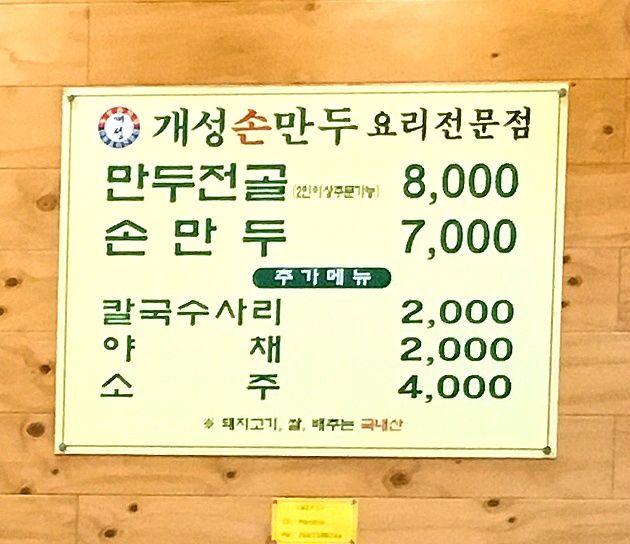 개성 개성손만두 요리전문점
만두전골 (2인이상주문가능) 8,000
손만두 7,000
추가메뉴
칼국수사리 2,000
야채 2,000
소주 4,000
※ 돼지고기, 쌀, 배추는 국내산